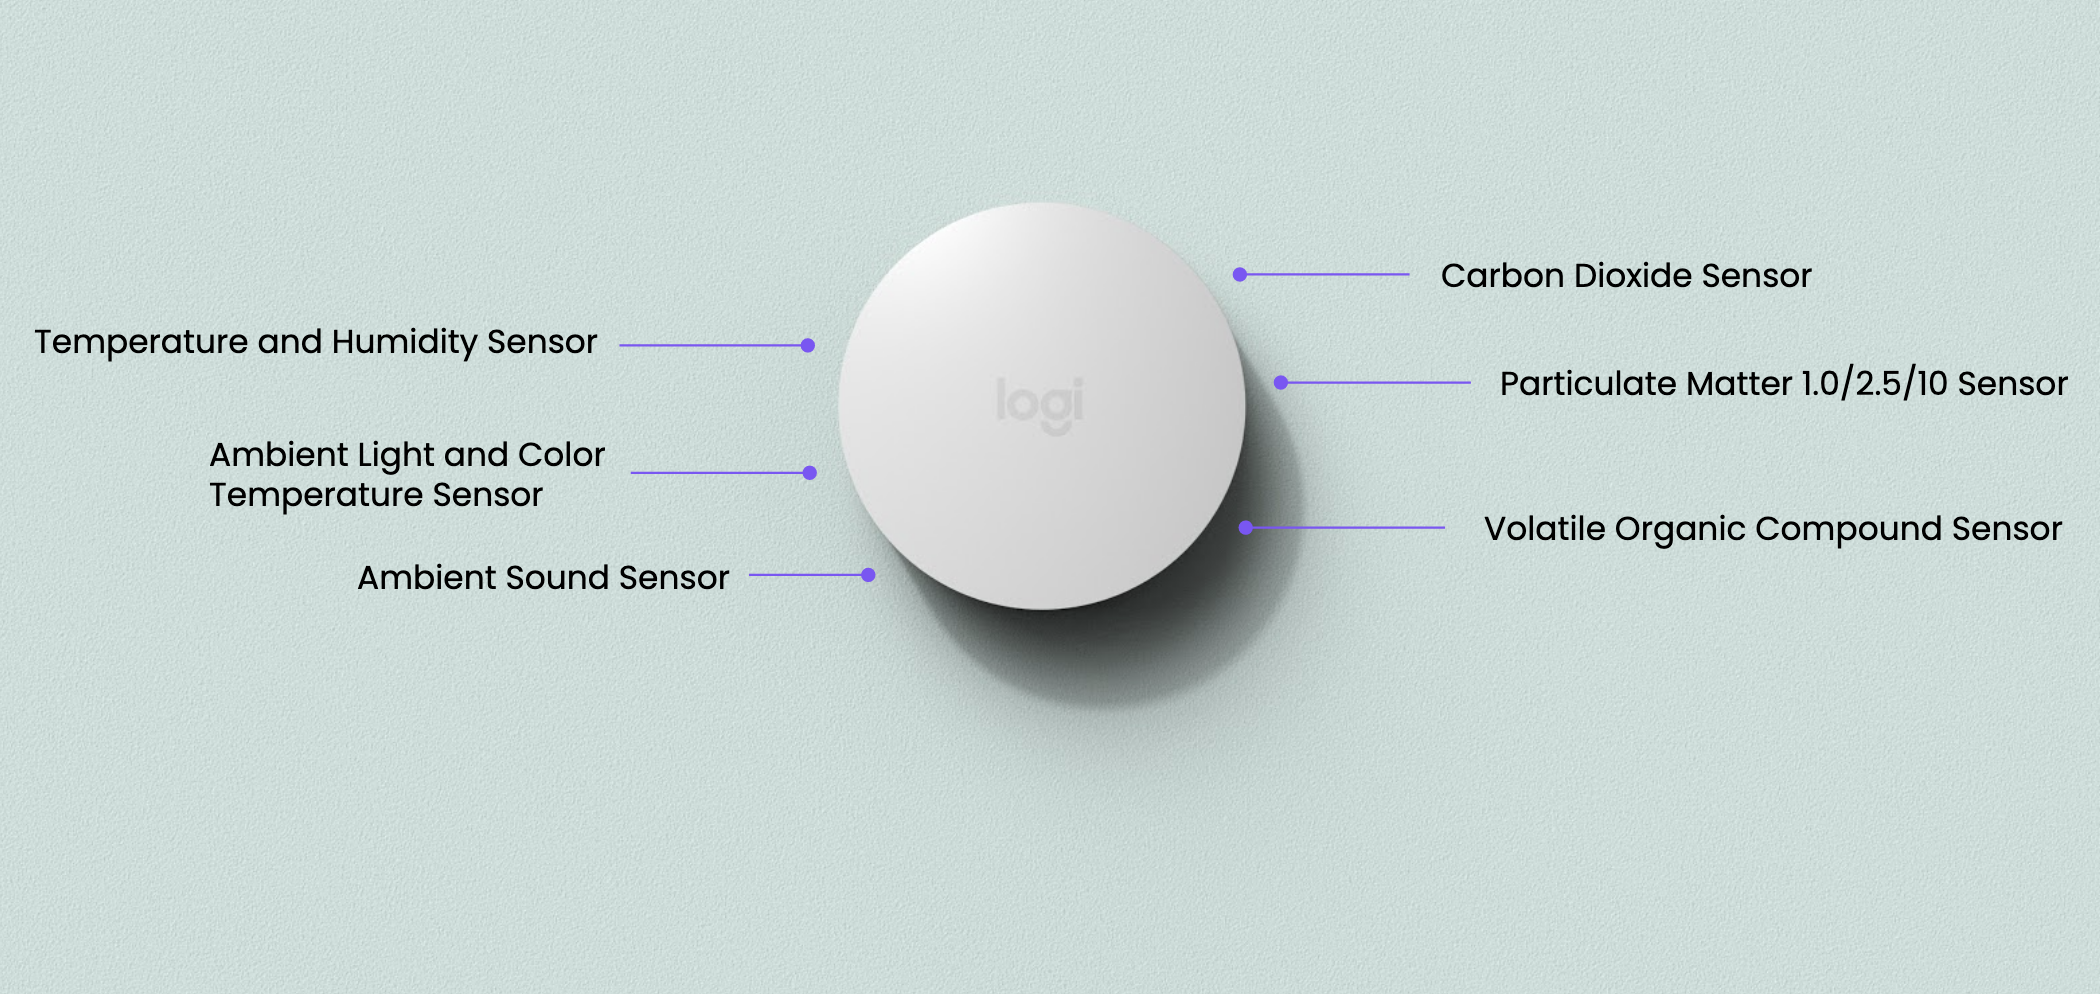 Temperature and Humidity Sensor
Ambient Light and Color
Temperature Sensor
Ambient Sound Sensor
logi
Carbon Dioxide Sensor
Particulate Matter 1.0/2.5/10 Sensor
Volatile Organic Compound Sensor